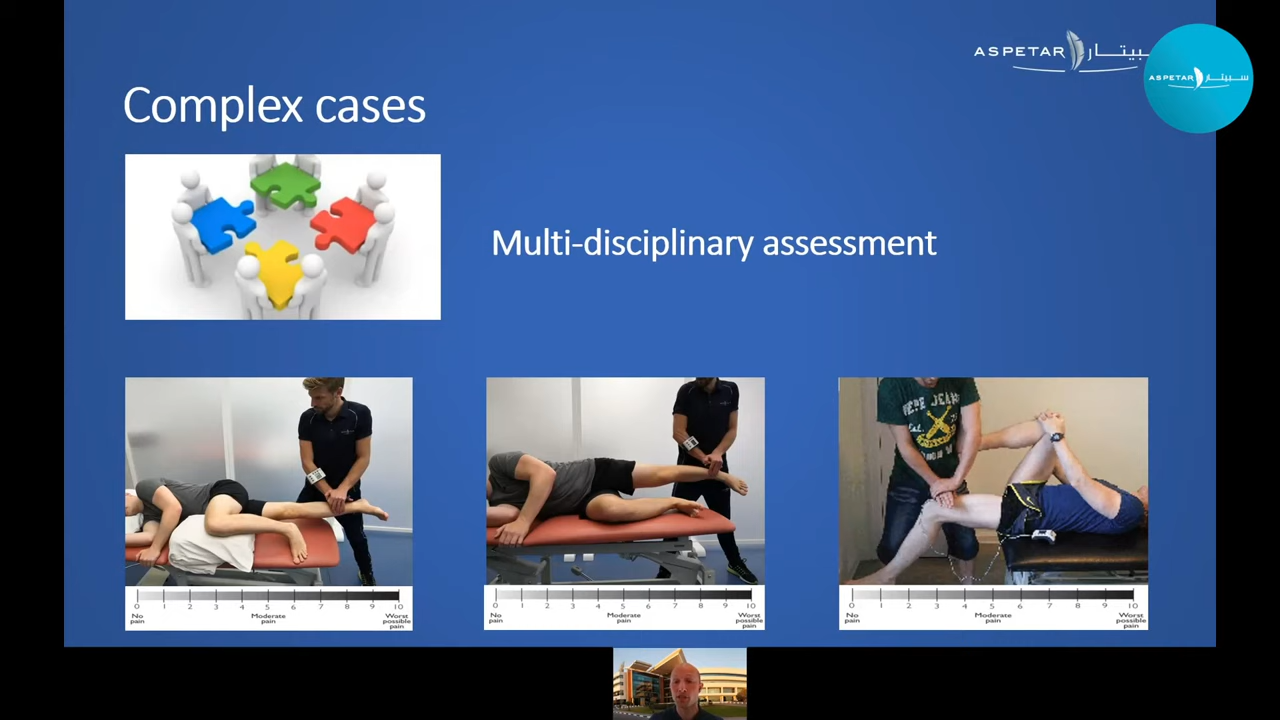 ASPETAR سبيتار
ASPETAR سبيتار
Complex cases
Multi-disciplinary assessment
0 1 2 3 4 5 6 7 8 9 10
No pain Moderate pain Worst possible pain
0 1 2 3 4 5 6 7 8 9 10
No pain Moderate pain Worst possible pain
0 1 2 3 4 5 6 7 8 9 10
No pain Moderate pain Worst possible pain